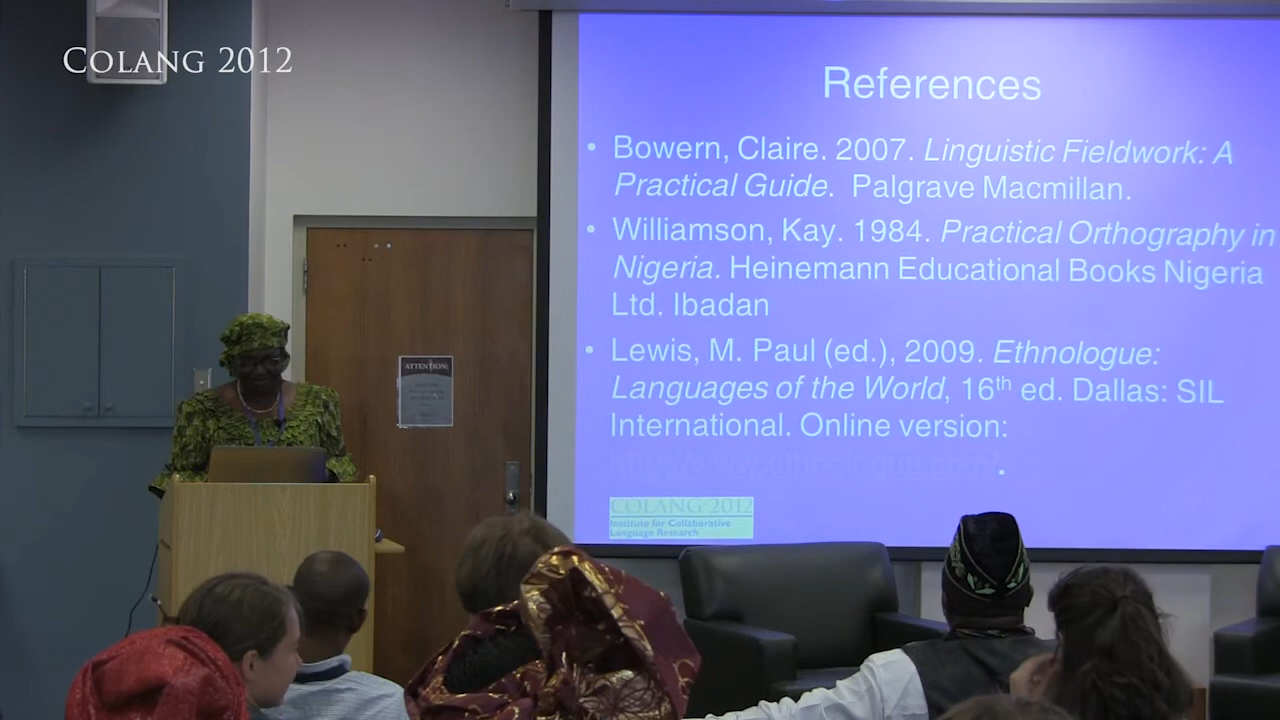 COLANG 2012
References
• Bowern, Claire. 2007. Linguistic Fieldwork: A
Practical Guide. Palgrave Macmillan.
• Williamson, Kay. 1984. Practical Orthography in
Nigeria. Heinemann Educational Books Nigeria
Ltd. Ibadan
• Lewis, M. Paul (ed.), 2009. Ethnologue:
Languages of the World, 16th ed. Dallas: SIL
International. Online version:
COLANG 2012
Institute for Collaborative
Language Research
ATTENTION: